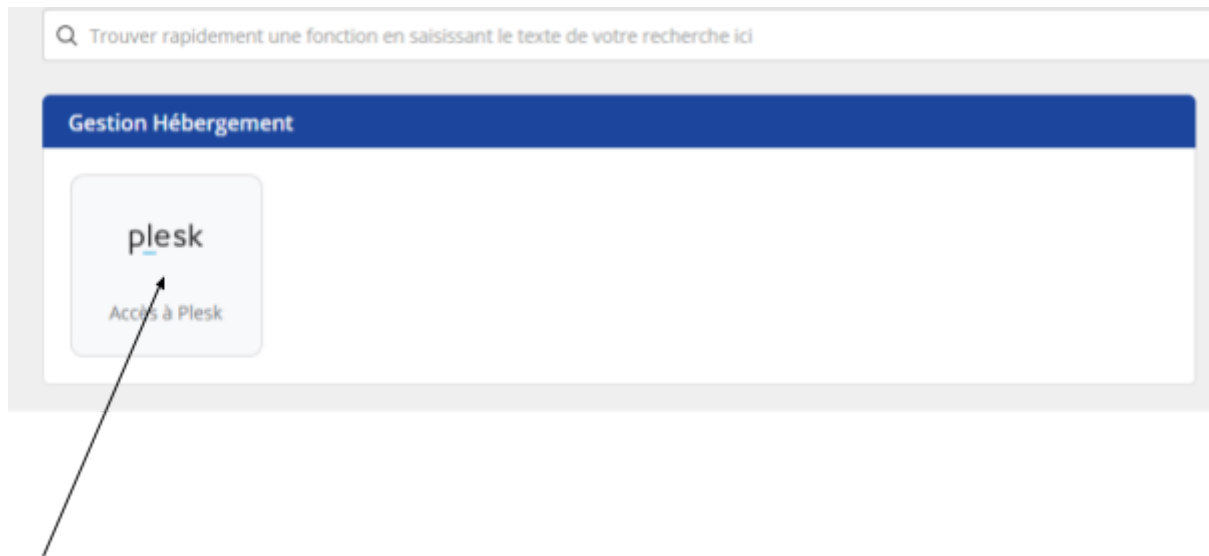 Trouver rapidement une fonction en saisissant le texte de votre recherche ici
Gestion Hébergement
plesk
Accès à Plesk